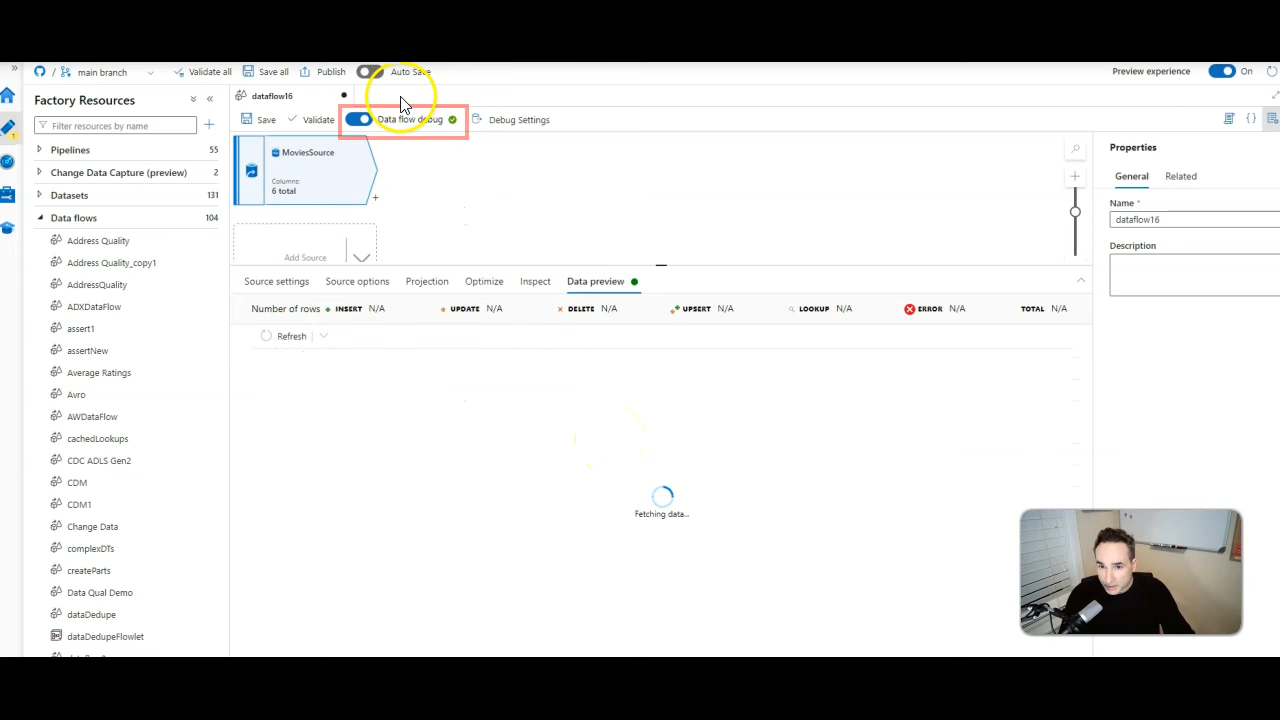 main branch
Validate all
Save all
Publish
Auto Save
Preview experience
On
Factory Resources
dataflow16
Filter resources by name
Save
Validate
Data flow debug
Debug Settings
Pipelines 55
Change Data Capture (preview) 2
Datasets 131
Data flows 104
Address Quality
Address Quality_copy1
AddressQuality
ADXDataFlow
assert1
assertNew
Average Ratings
Avro
AWDataFlow
cachedLookups
CDC ADLS Gen2
CDM
CDM1
Change Data
complexDTs
createParts
Data Qual Demo
dataDedupe
dataDedupeFlowlet
MoviesSource
Columns:
6 total
+
Add Source
Source settings Source options Projection Optimize Inspect Data preview
Number of rows + INSERT N/A UPDATE N/A × DELETE N/A UPSERT N/A LOOKUP N/A ERROR N/A TOTAL N/A
Refresh
Fetching data...
Properties
General Related
Name *
dataflow16
Description